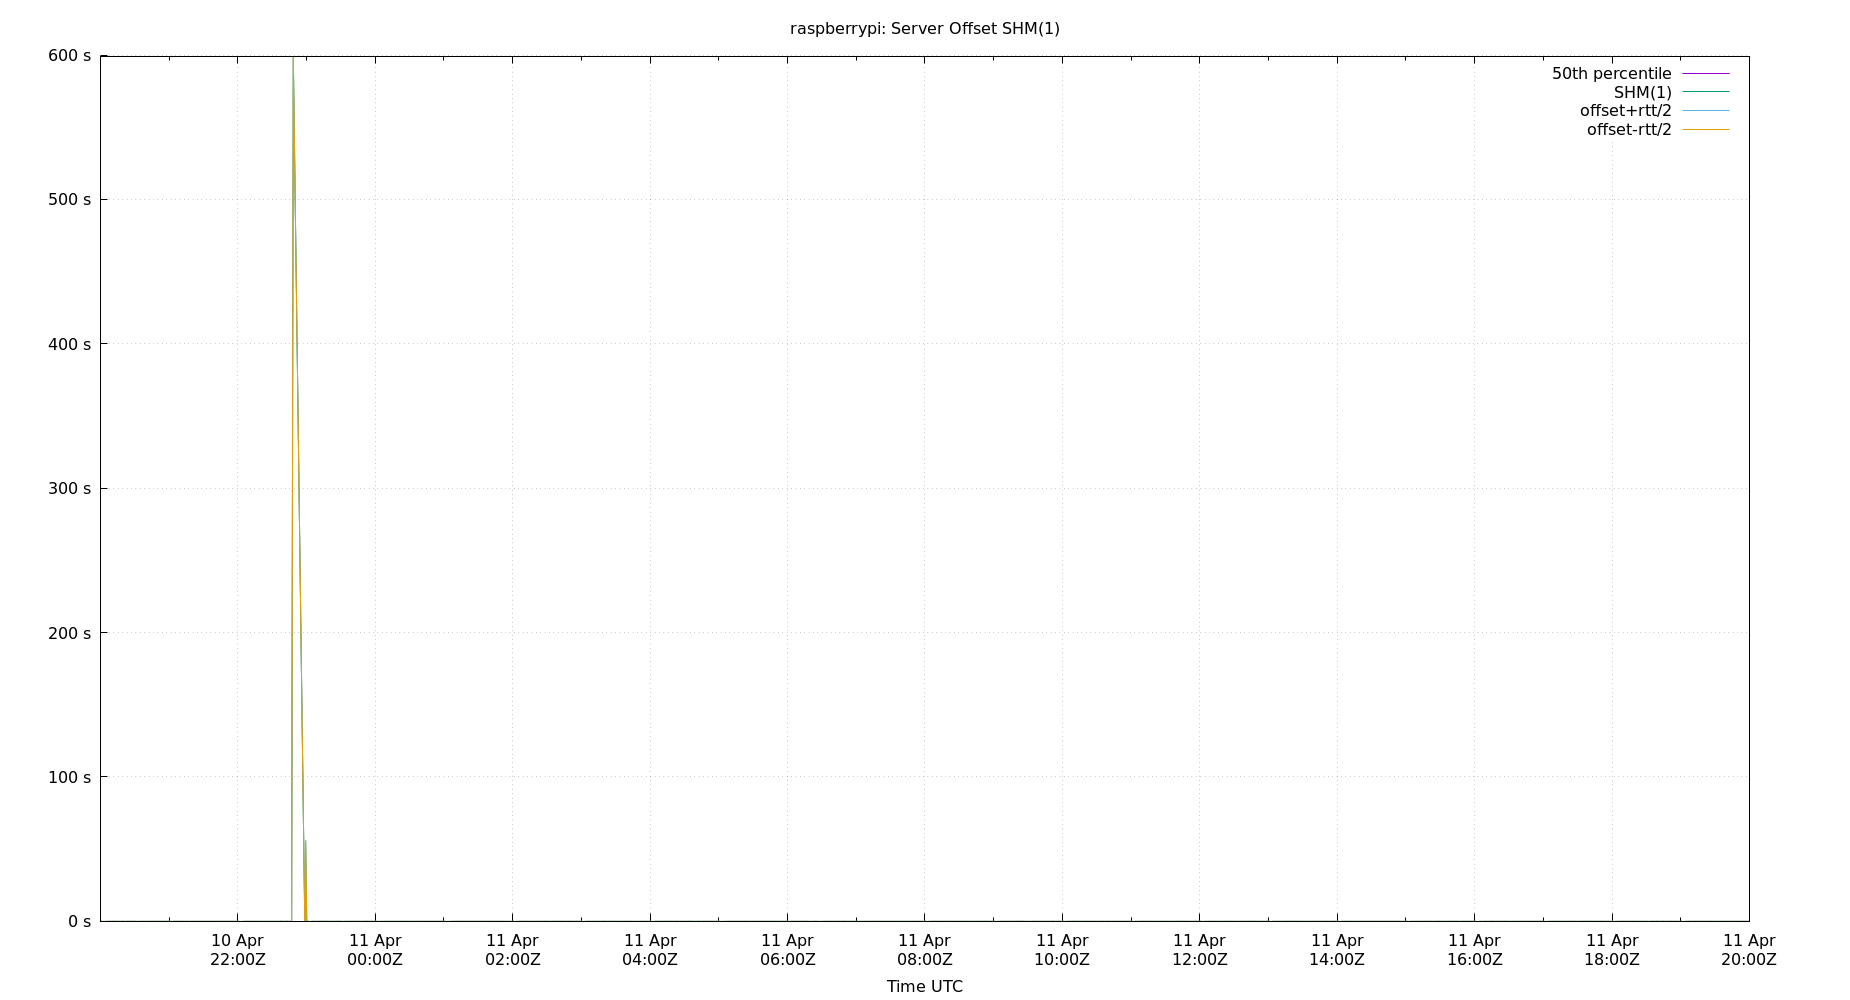 raspberrypi: Server Offset SHM(1)
600 s
500 s
400 s
300 s
200 s
100 s
0 s
50th percentile
SHM(1)
offset+rtt/2
offset-rtt/2
10 Apr 11 Apr 11 Apr 11 Apr 11 Apr 11 Apr 11 Apr 11 Apr 11 Apr 11 Apr 11 Apr 11 Apr
22:00Z 00:00Z 02:00Z 04:00Z 06:00Z 08:00Z 10:00Z 12:00Z 14:00Z 16:00Z 18:00Z 20:00Z
Time UTC